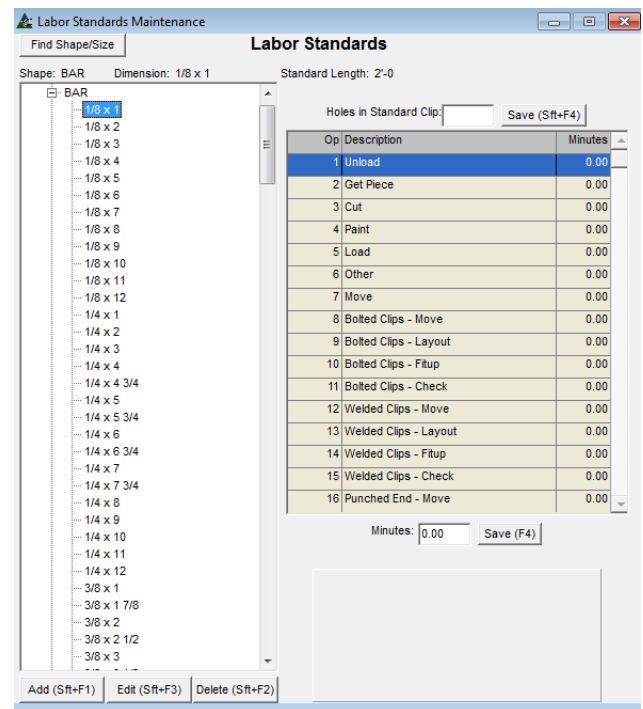 Labor Standards Maintenance
Find Shape/Size
Labor Standards
Shape: BAR Dimension: 1/8 x 1 Standard Length: 2'-0
BAR
1/8 x 1
1/8 x 2
1/8 x 3
1/8 x 4
1/8 x 5
1/8 x 6
1/8 x 7
1/8 x 8
1/8 x 9
1/8 x 10
1/8 x 11
1/8 x 12
1/4 x 1
1/4 x 2
1/4 x 3
1/4 x 4
1/4 x 4 3/4
1/4 x 5
1/4 x 5 3/4
1/4 x 6
1/4 x 6 3/4
1/4 x 7
1/4 x 7 3/4
1/4 x 8
1/4 x 9
1/4 x 10
1/4 x 11
1/4 x 12
3/8 x 1
3/8 x 1 7/8
3/8 x 2
3/8 x 2 1/2
3/8 x 3
Add (Sft+F1) Edit (Sft+F3) Delete (Sft+F2)
Holes in Standard Clip: Save (Sft+F4)
Op Description Minutes
1 Unload 0.00
2 Get Piece 0.00
3 Cut 0.00
4 Paint 0.00
5 Load 0.00
6 Other 0.00
7 Move 0.00
8 Bolted Clips - Move 0.00
9 Bolted Clips - Layout 0.00
10 Bolted Clips - Fitup 0.00
11 Bolted Clips - Check 0.00
12 Welded Clips - Move 0.00
13 Welded Clips - Layout 0.00
14 Welded Clips - Fitup 0.00
15 Welded Clips - Check 0.00
16 Punched End - Move 0.00
Minutes: 0.00 Save (F4)